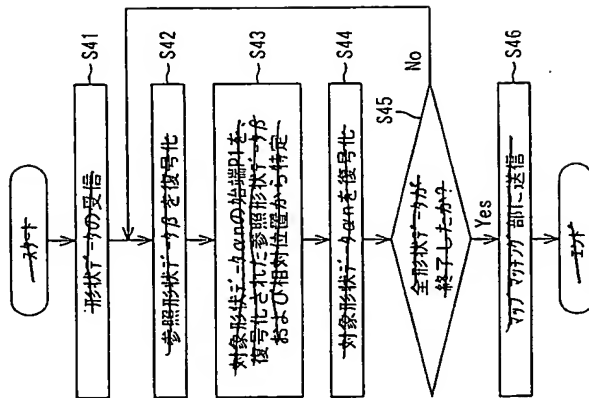 スタート
形状データの受信
S41
参照形状データβを復号化
S42
対象形状データαnの始端P1を、
復号化された参照形状データβ
および相対位置から特定
S43
対象形状データαnを復号化
S44
全形状データが
終了したか?
S45
No
Yes
マップマッチング部に送信
S46
エンド